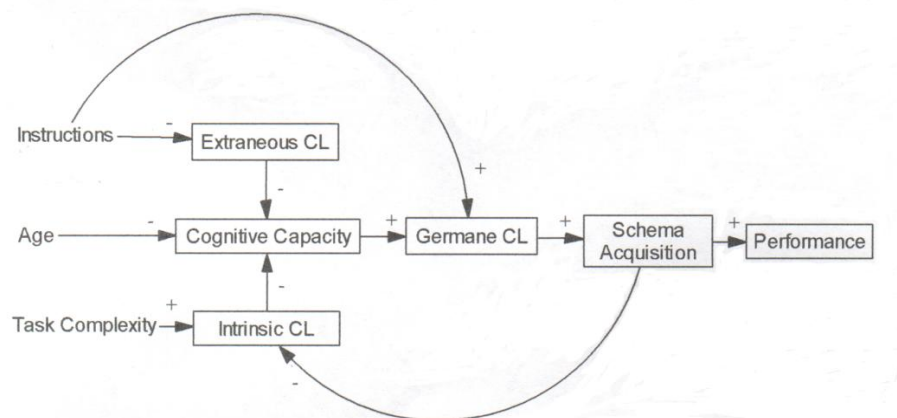 Instructions
-
Extraneous CL
-
+
Age
-
Cognitive Capacity
+
Germane CL
+
Schema
Acquisition
+
Performance
-
Task Complexity
+
Intrinsic CL
-